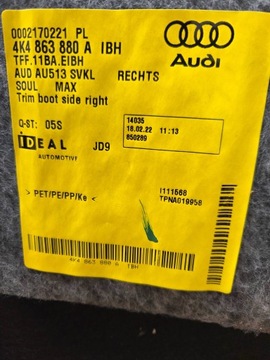 0002170221 PL
4K4 863 880 A IBH
TFF.11BA.EIBH
AUD AU513 SVKL RECHTS
SOUL MAX
Trim boot side right
Audi
14035
18.02.22 11:13
850289
Q-ST: 05S
IDEAL
AUTOMOTIVE
JD9
> PET/PE/PP/Ke <
I111568
TPNA019958
4K4 863 880 A IBH